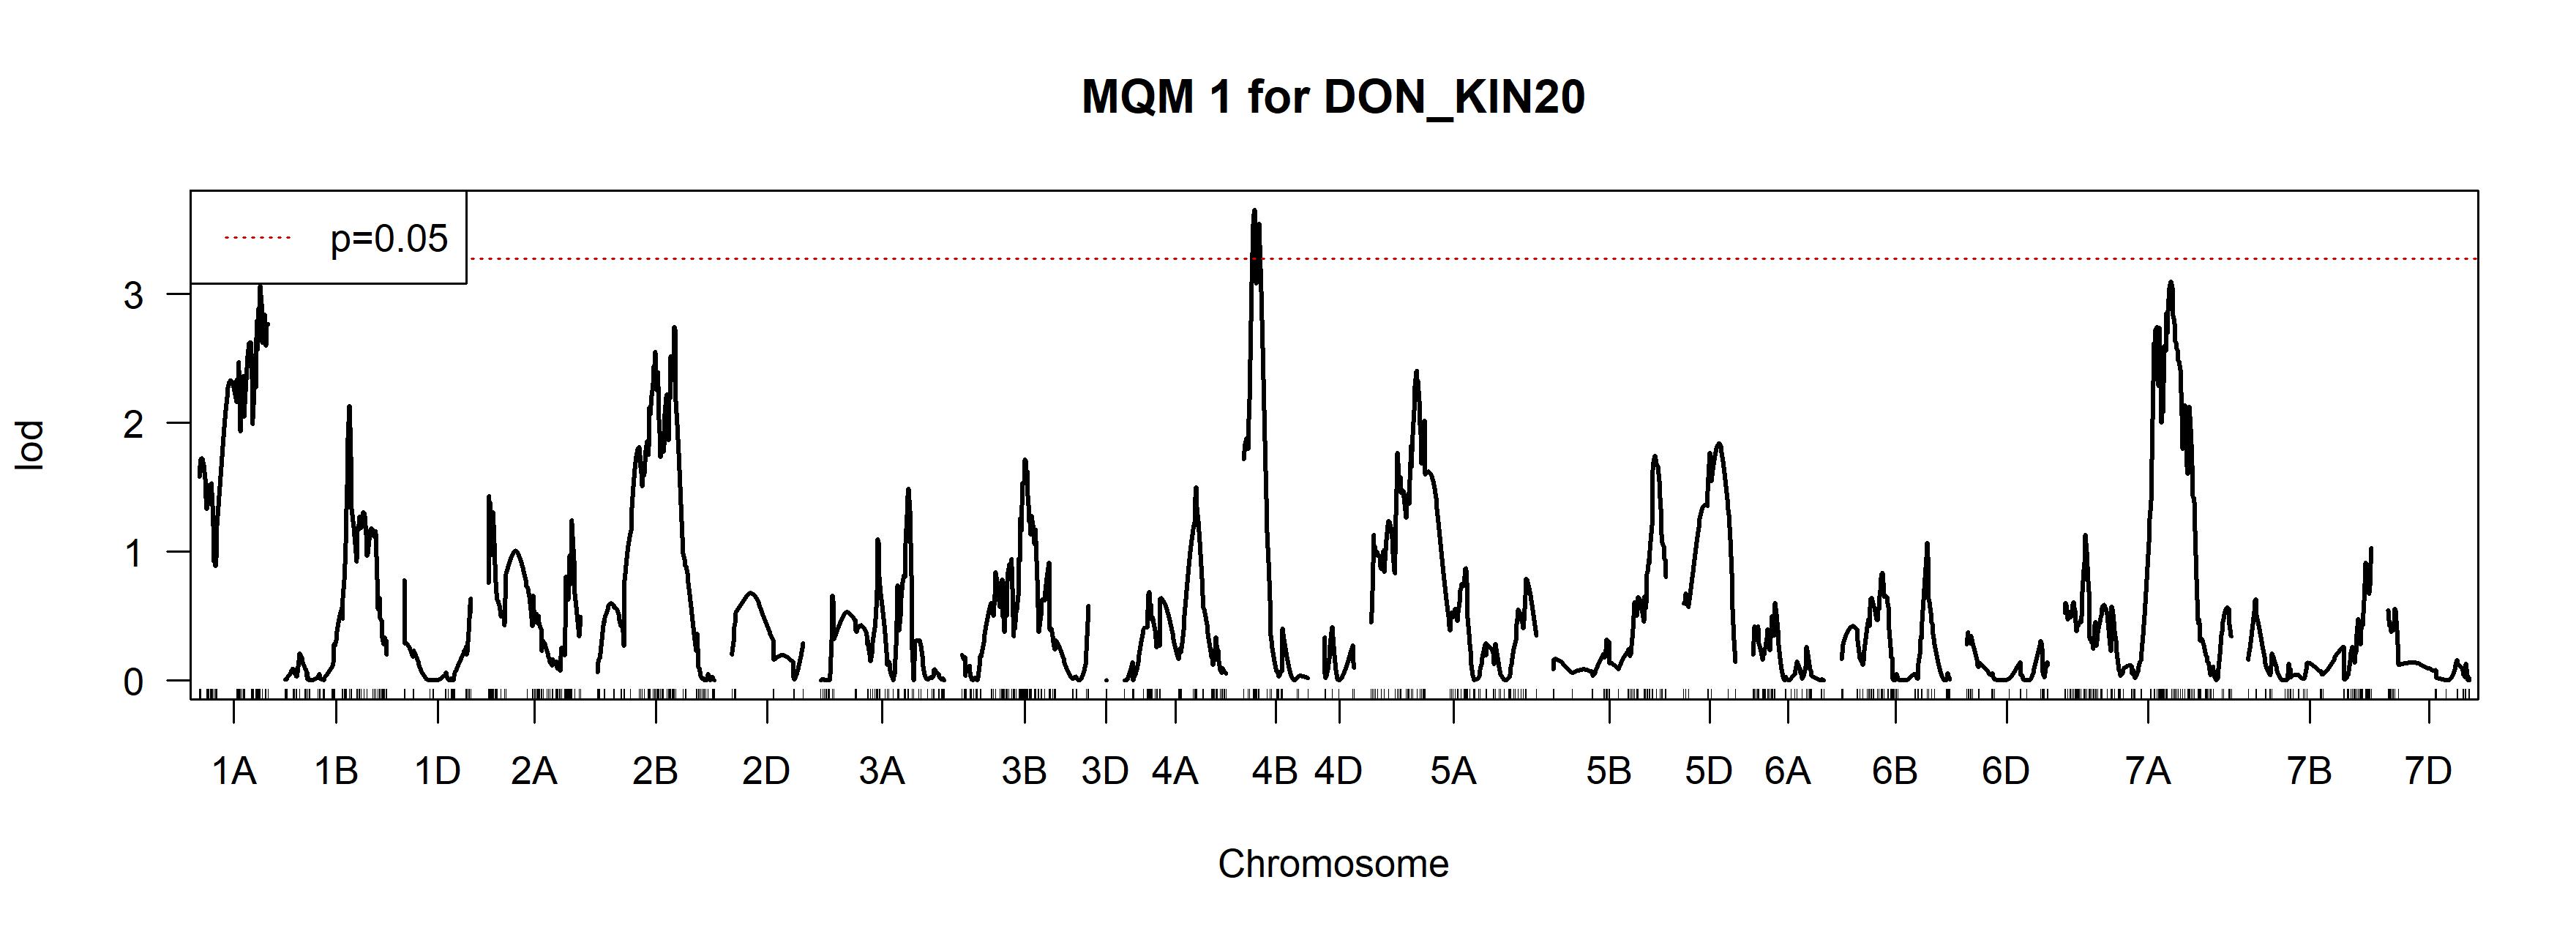 MQM 1 for DON_KIN20
p=0.05
lod
3
2
1
0
1A 1B 1D 2A 2B 2D 3A 3B 3D 4A 4B 4D 5A 5B 5D 6A 6B 6D 7A 7B 7D
Chromosome